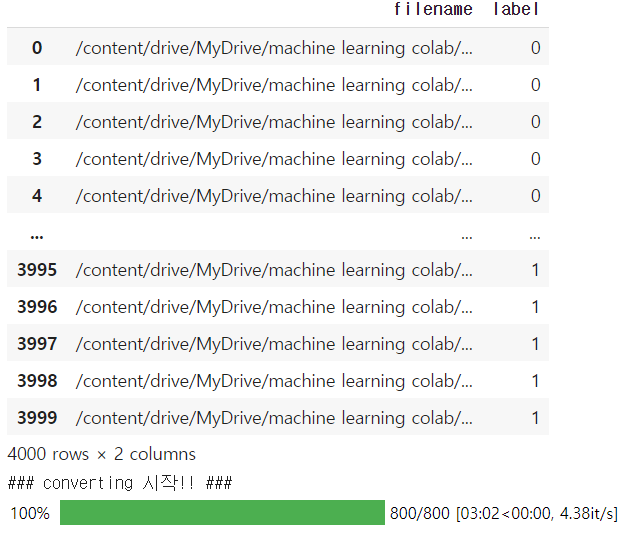 filename label
0 /content/drive/MyDrive/machine learning colab/... 0
1 /content/drive/MyDrive/machine learning colab/... 0
2 /content/drive/MyDrive/machine learning colab/... 0
3 /content/drive/MyDrive/machine learning colab/... 0
4 /content/drive/MyDrive/machine learning colab/... 0
... ... ...
3995 /content/drive/MyDrive/machine learning colab/... 1
3996 /content/drive/MyDrive/machine learning colab/... 1
3997 /content/drive/MyDrive/machine learning colab/... 1
3998 /content/drive/MyDrive/machine learning colab/... 1
3999 /content/drive/MyDrive/machine learning colab/... 1
4000 rows × 2 columns
### converting 시작!! ###
100% 800/800 [03:02<00:00, 4.38it/s]